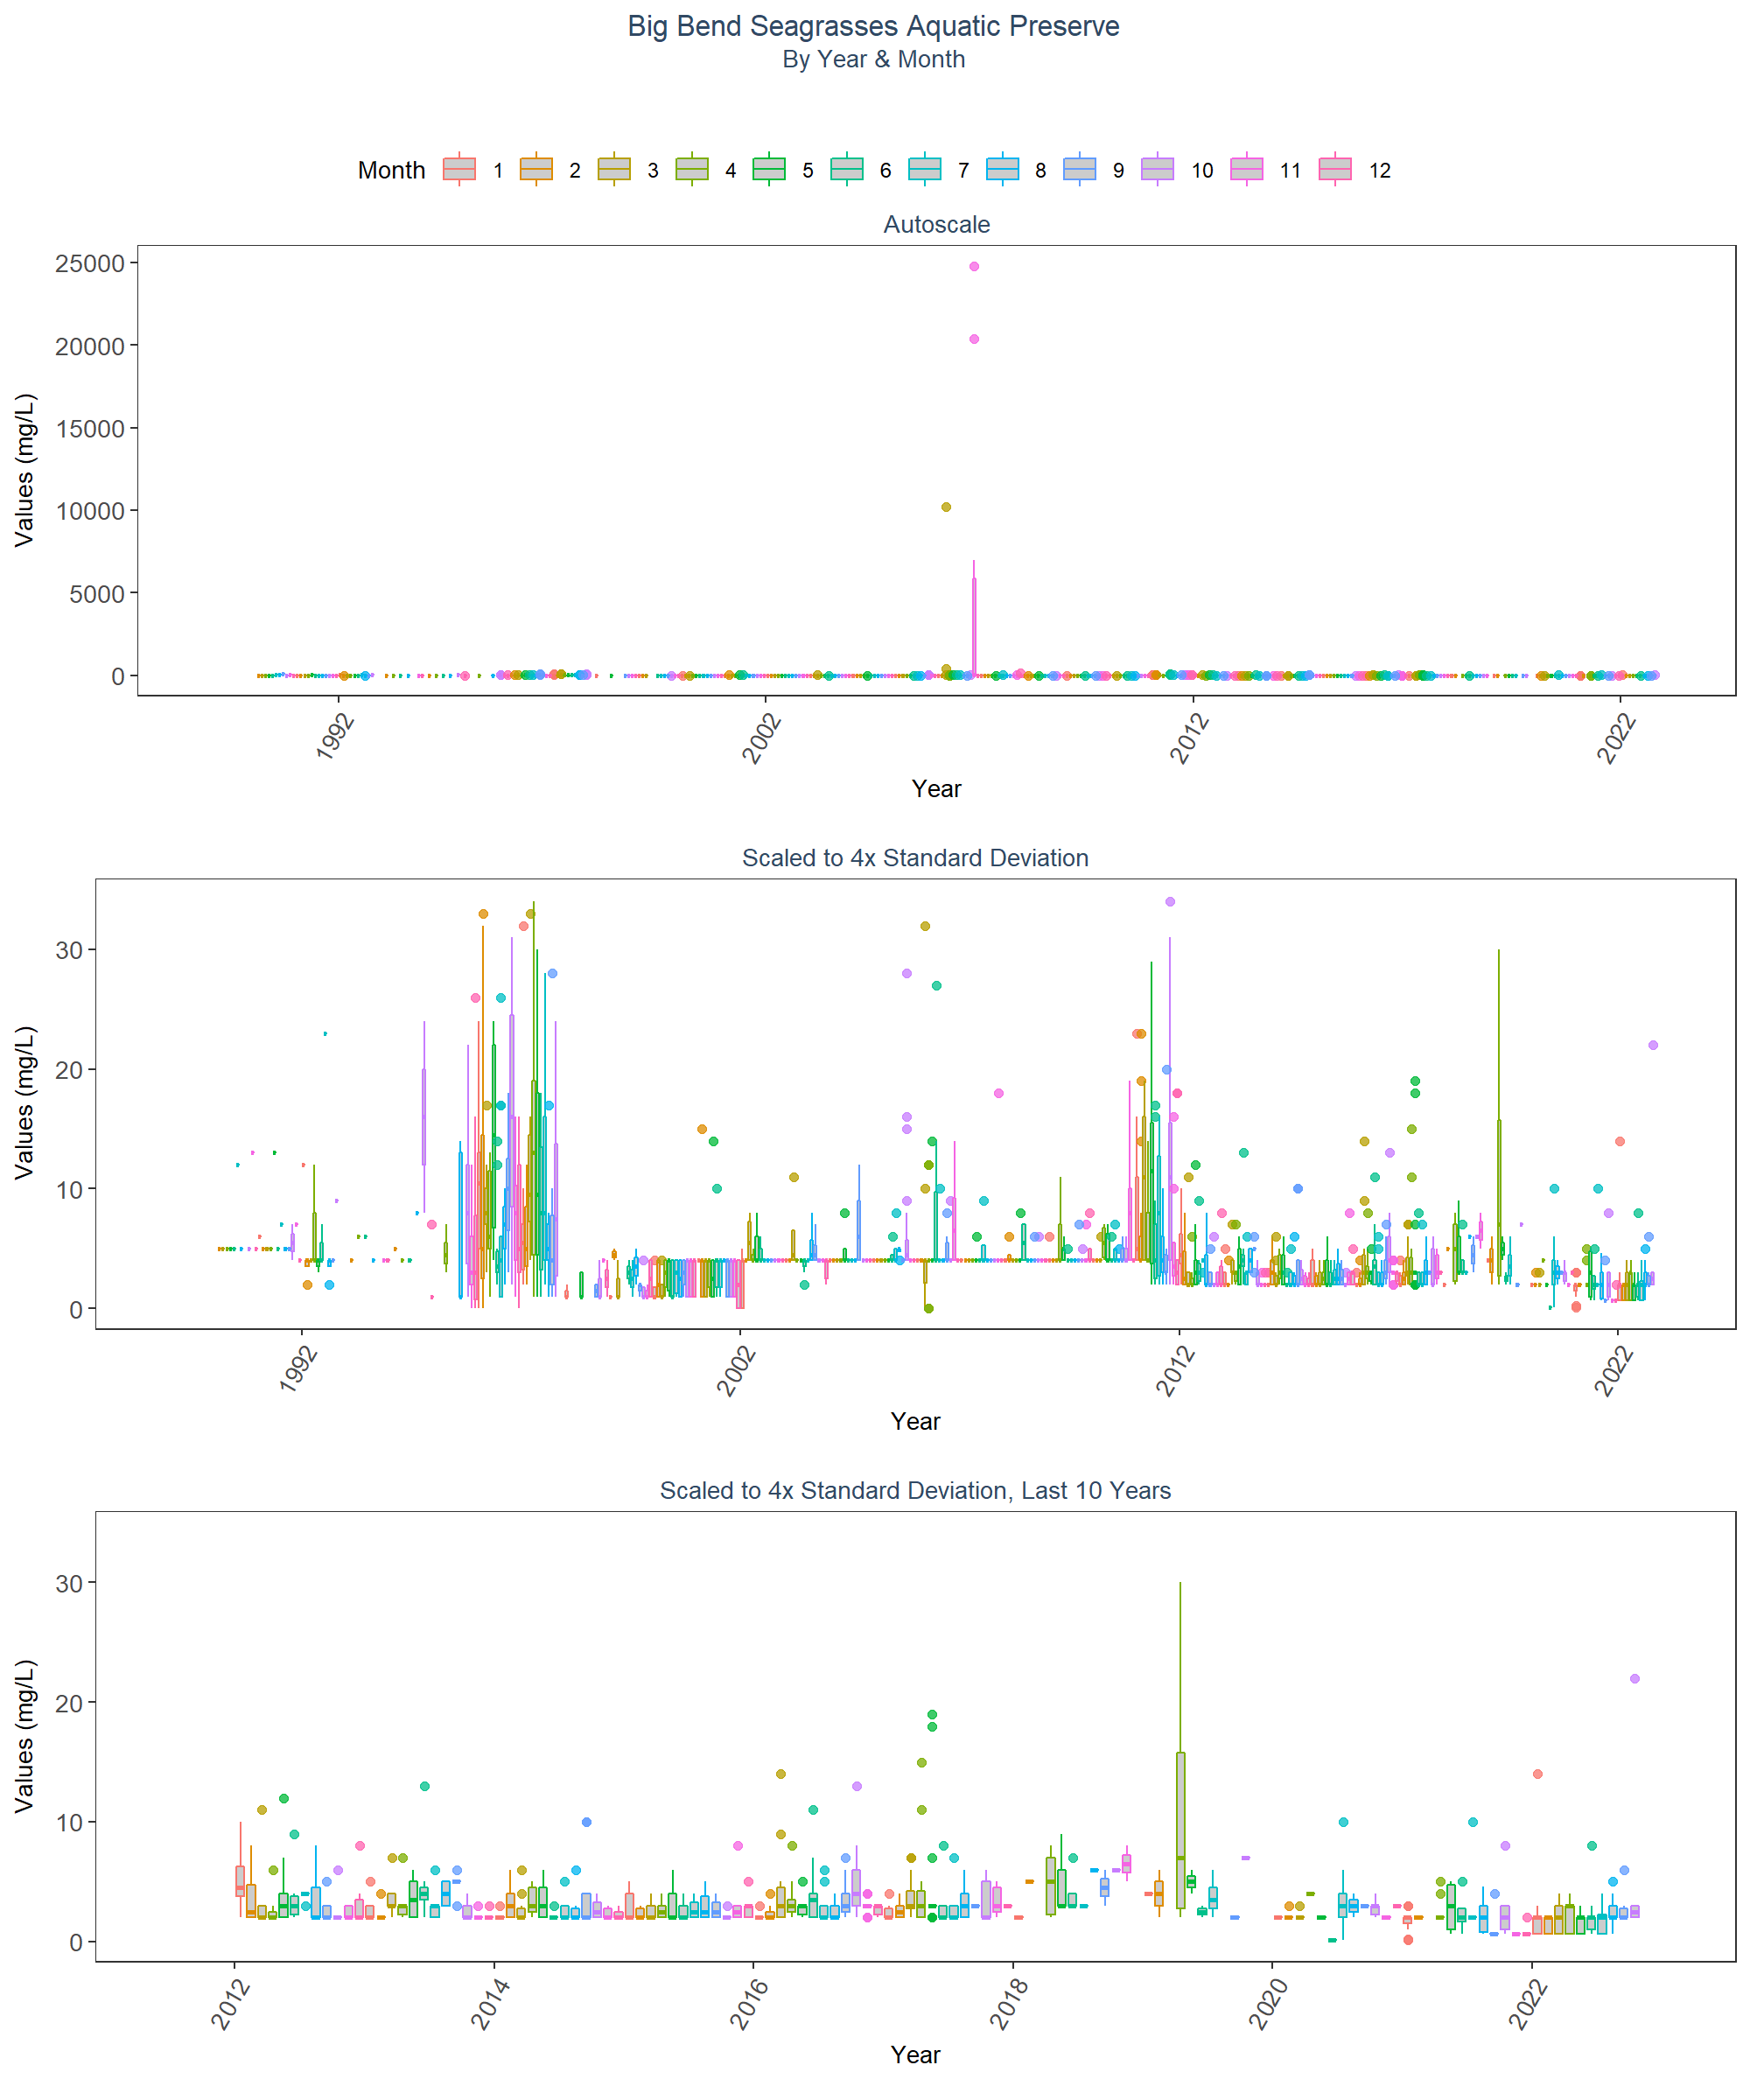 Big Bend Seagrasses Aquatic Preserve
By Year & Month
Month 1 2 3 4 5 6 7 8 9 10 11 12
Autoscale
Values (mg/L)
25000
20000
15000
10000
5000
0
1992 2002 2012 2022
Year
Scaled to 4x Standard Deviation
Values (mg/L)
30
20
10
0
1992 2002 2012 2022
Year
Scaled to 4x Standard Deviation, Last 10 Years
Values (mg/L)
30
20
10
0
2012 2014 2016 2018 2020 2022
Year